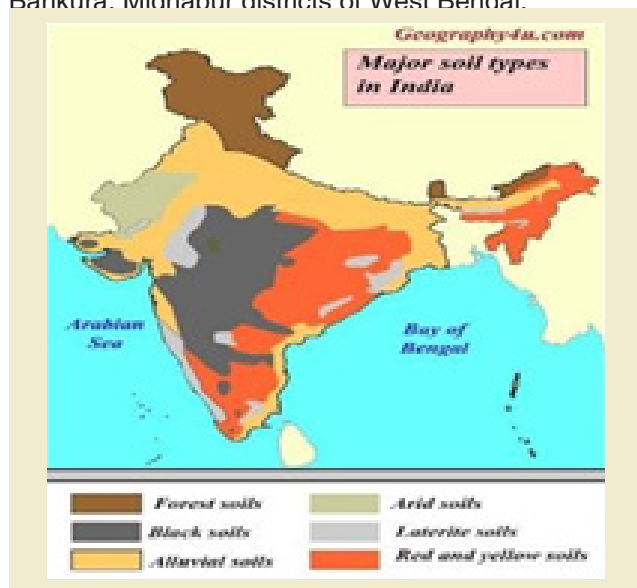 Bankura, Midnapur districts of West Bengal.
Geography4u.com
Major soil types
in India
Arabian
Sea
Bay of
Bengal
Forest soils
Arid soils
Black soils
Laterite soils
Alluvial soils
Red and yellow soils